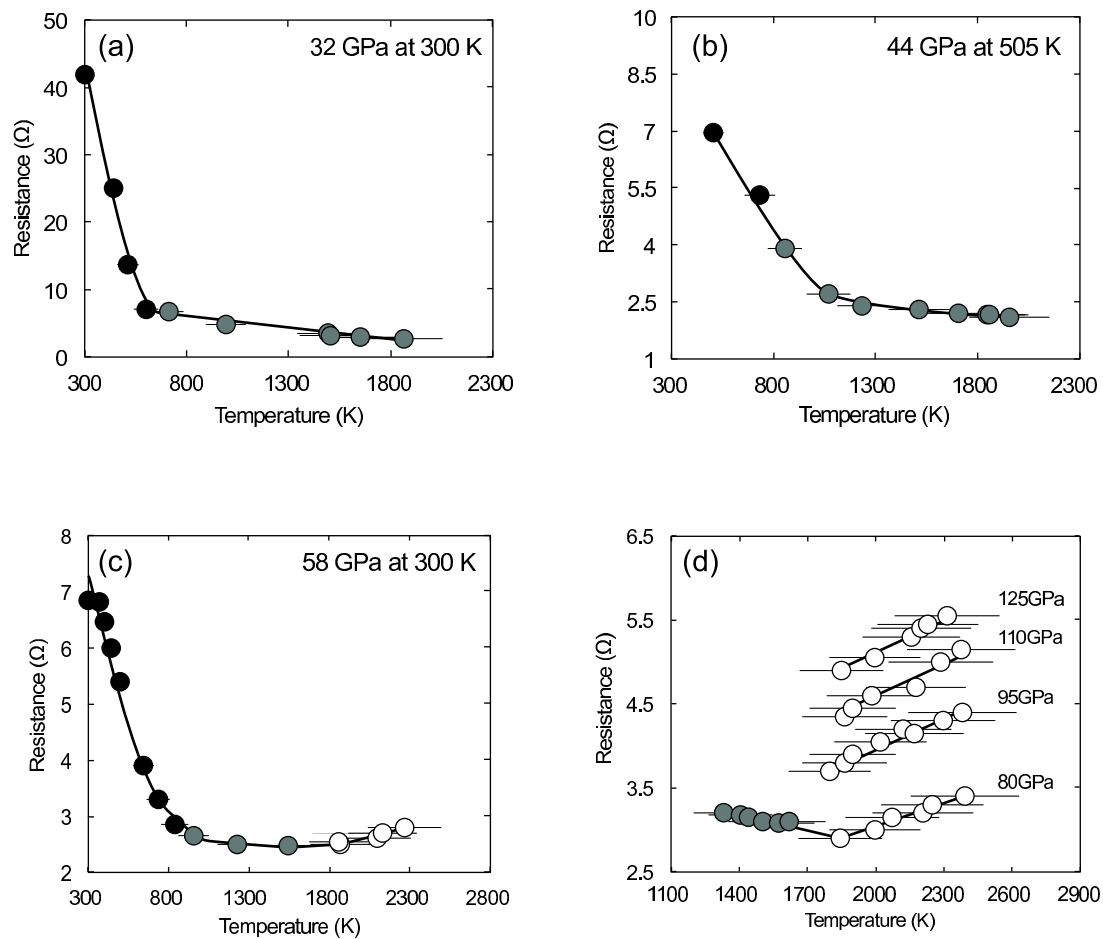 (a)
32 GPa at 300 K
Resistance (Ω)
50
40
30
20
10
0
300 800 1300 1800 2300
Temperature (K)
(b)
44 GPa at 505 K
Resistance (Ω)
10
8.5
7
5.5
4
2.5
1
300 800 1300 1800 2300
Temperature (K)
(c)
58 GPa at 300 K
Resistance (Ω)
8
7
6
5
4
3
2
300 800 1300 1800 2300 2800
Temperature (K)
(d)
Resistance (Ω)
6.5
5.5
4.5
3.5
2.5
125GPa
110GPa
95GPa
80GPa
1100 1400 1700 2000 2300 2600 2900
Temperature (K)